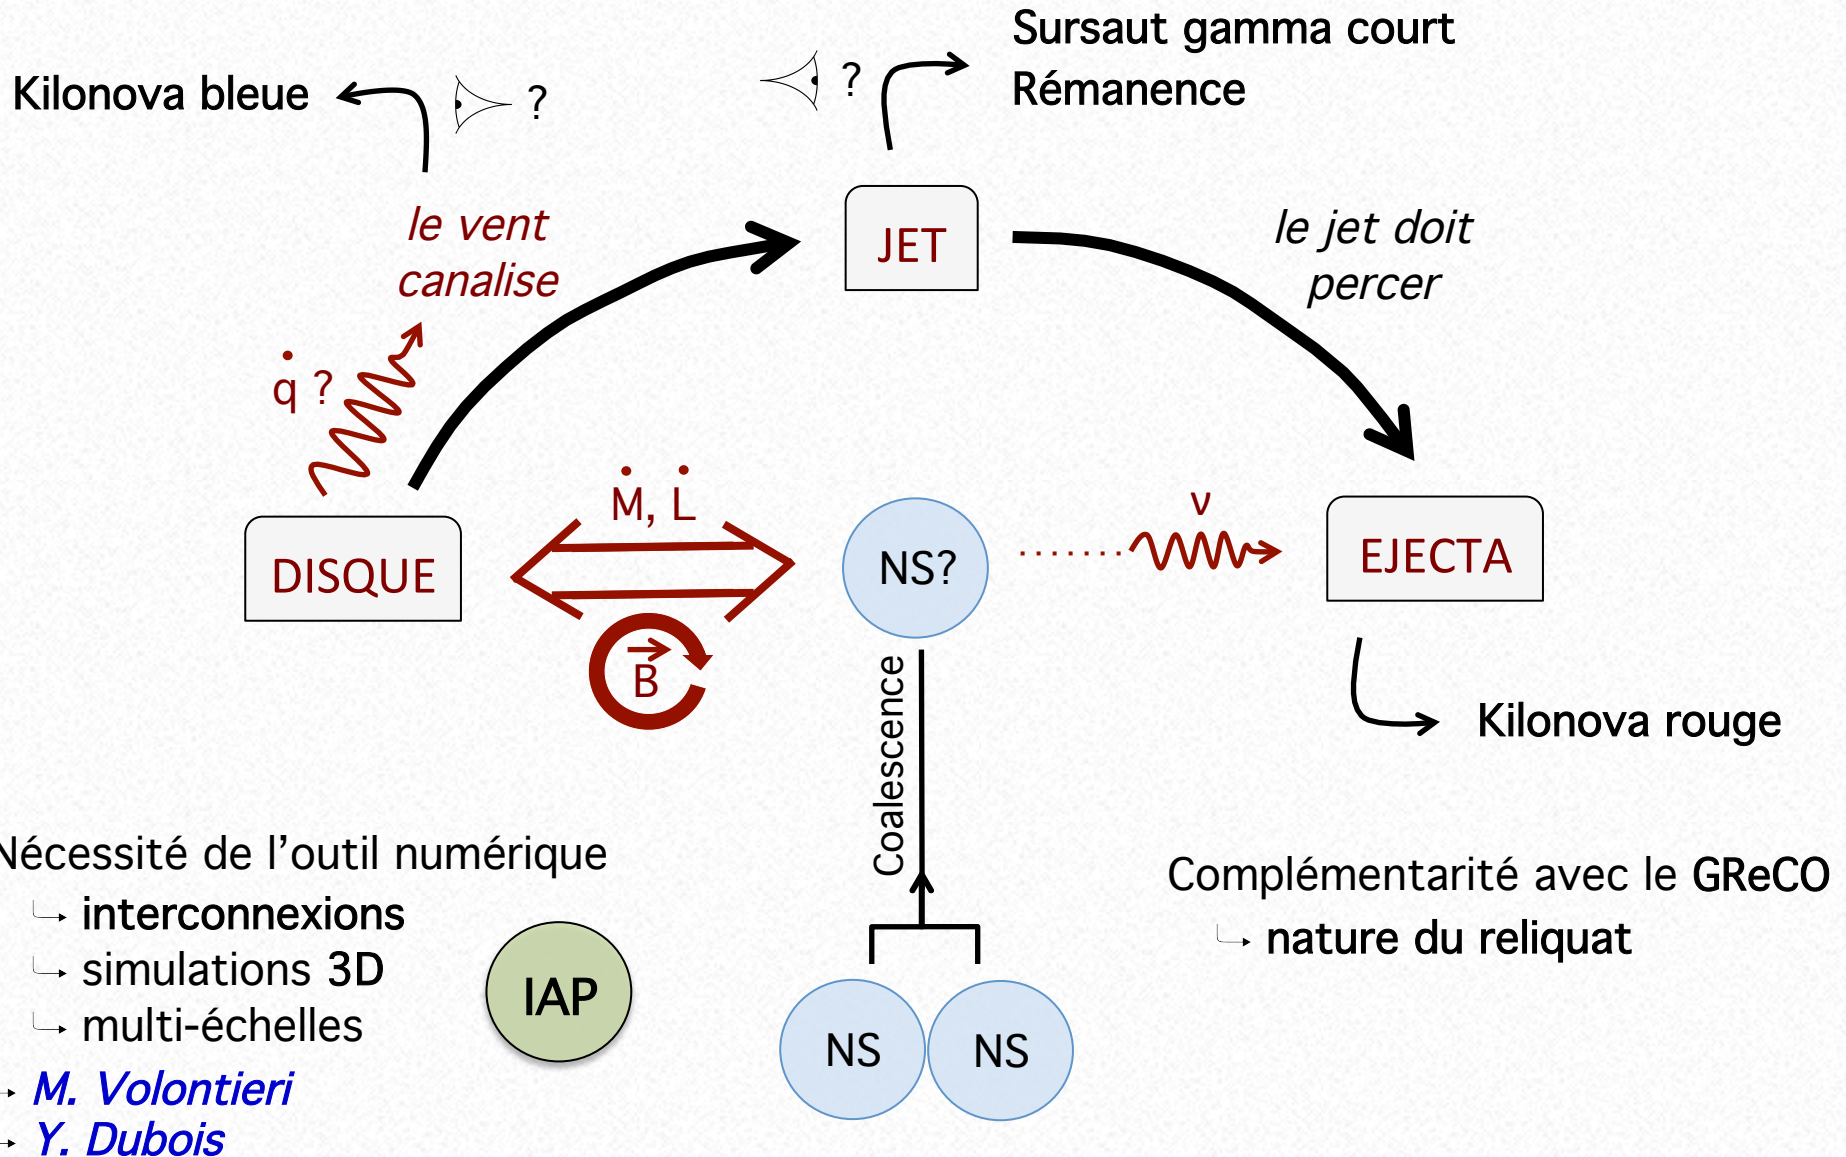 Sursaut gamma court
Rémanence
Kilonova bleue
?
?
le vent
canalise
JET
le jet doit
percer
q̇ ?
Ṁ, L̇
ν
DISQUE
NS?
EJECTA
B⃗
Coalescence
Kilonova rouge
Nécessité de l’outil numérique
interconnexions
simulations 3D
multi-échelles
M. Volontieri
Y. Dubois
IAP
NS
NS
Complémentarité avec le GReCO
nature du reliquat